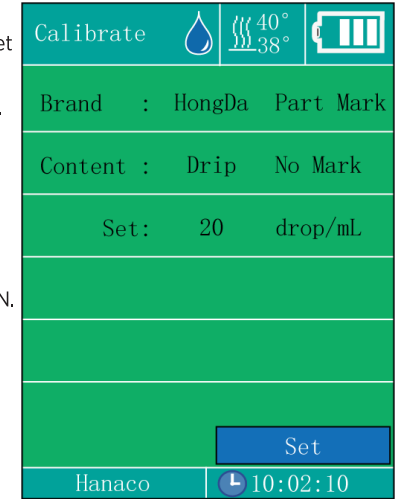 et
Calibrate 40°
38°
.
Brand : HongDa Part Mark
Content : Drip No Mark
Set: 20 drop/mL
N.
Set
Hanaco 10:02:10